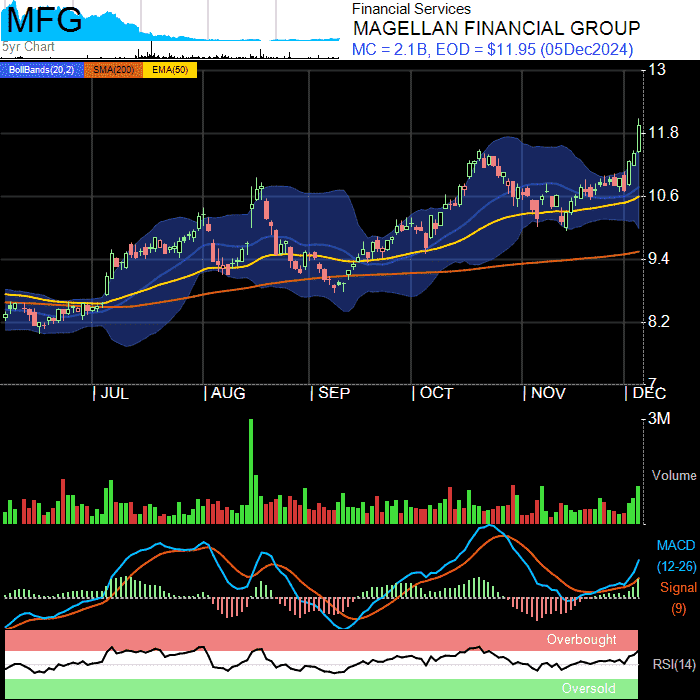 MFG
5yr Chart
Financial Services
MAGELLAN FINANCIAL GROUP
MC = 2.1B, EOD = $11.95 (05Dec2024)
BollBands(20,2) SMA(200) EMA(50)
13
11.8
10.6
9.4
8.2
7
JUL AUG SEP OCT NOV DEC
3M
Volume
MACD
(12-26)
Signal
(9)
Overbought
RSI(14)
Oversold